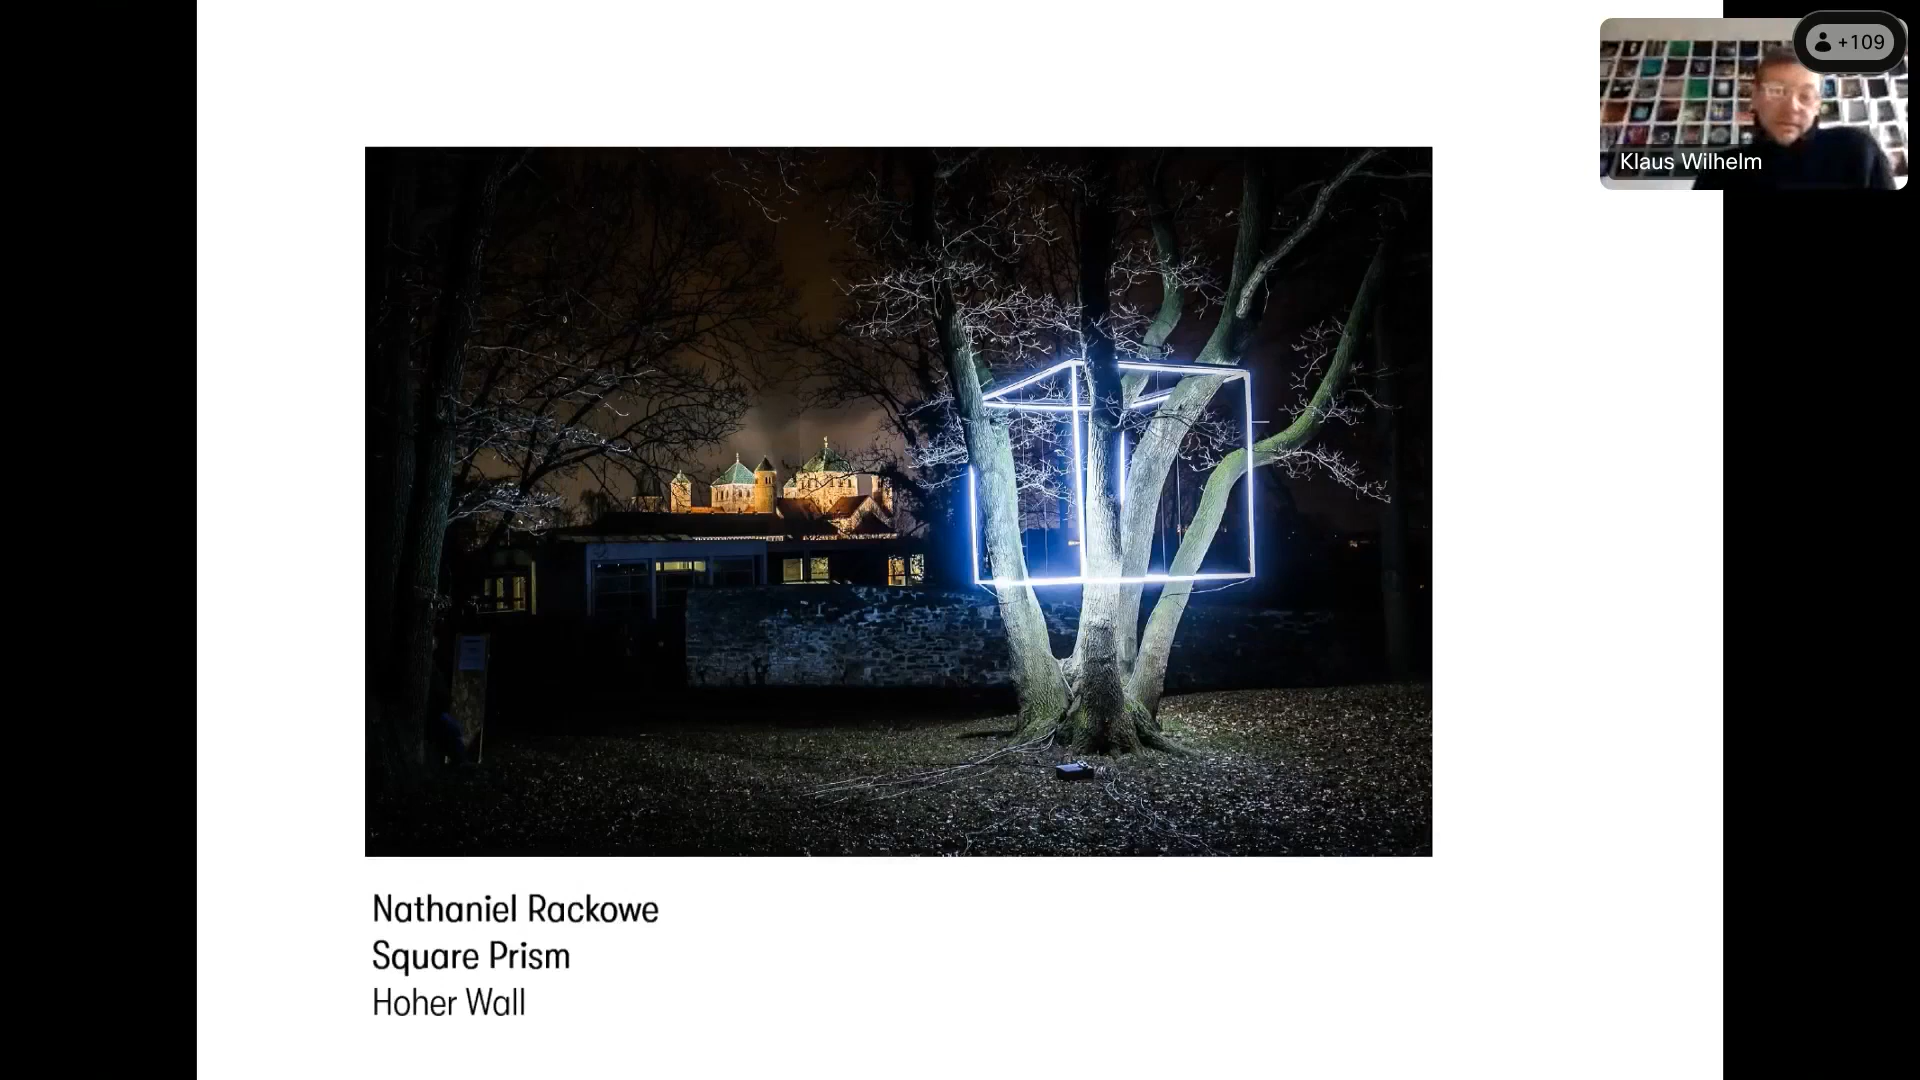 +109
Klaus Wilhelm
Nathaniel Rackowe
Square Prism
Hoher Wall